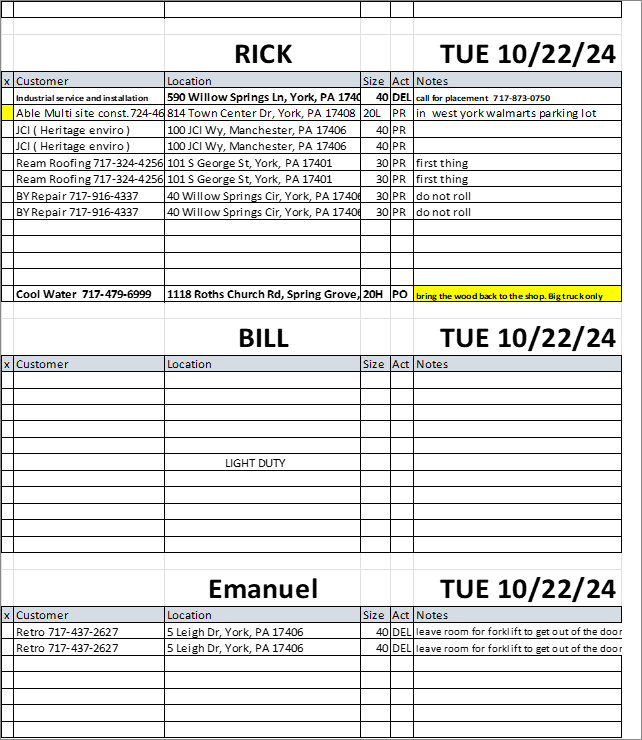 RICK TUE 10/22/24
x Customer Location Size Act Notes
Industrial service and installation 590 Willow Springs Ln, York, PA 1740 40 DEL call for placement 717-873-0750
Able Multi site const.724-46 814 Town Center Dr, York, PA 17408 20L PR in west york walmarts parking lot
JCI ( Heritage enviro ) 100 JCI Wy, Manchester, PA 17406 40 PR
JCI ( Heritage enviro ) 100 JCI Wy, Manchester, PA 17406 40 PR
Ream Roofing 717-324-4256 101 S George St, York, PA 17401 30 PR first thing
Ream Roofing 717-324-4256 101 S George St, York, PA 17401 30 PR first thing
BY Repair 717-916-4337 40 Willow Springs Cir, York, PA 17406 30 PR do not roll
BY Repair 717-916-4337 40 Willow Springs Cir, York, PA 17406 30 PR do not roll
Cool Water 717-479-6999 1118 Roths Church Rd, Spring Grove, 20H PO bring the wood back to the shop. Big truck only
BILL TUE 10/22/24
x Customer Location Size Act Notes
LIGHT DUTY
Emanuel TUE 10/22/24
x Customer Location Size Act Notes
Retro 717-437-2627 5 Leigh Dr, York, PA 17406 40 DEL leave room for forklift to get out of the door
Retro 717-437-2627 5 Leigh Dr, York, PA 17406 40 DEL leave room for forklift to get out of the door